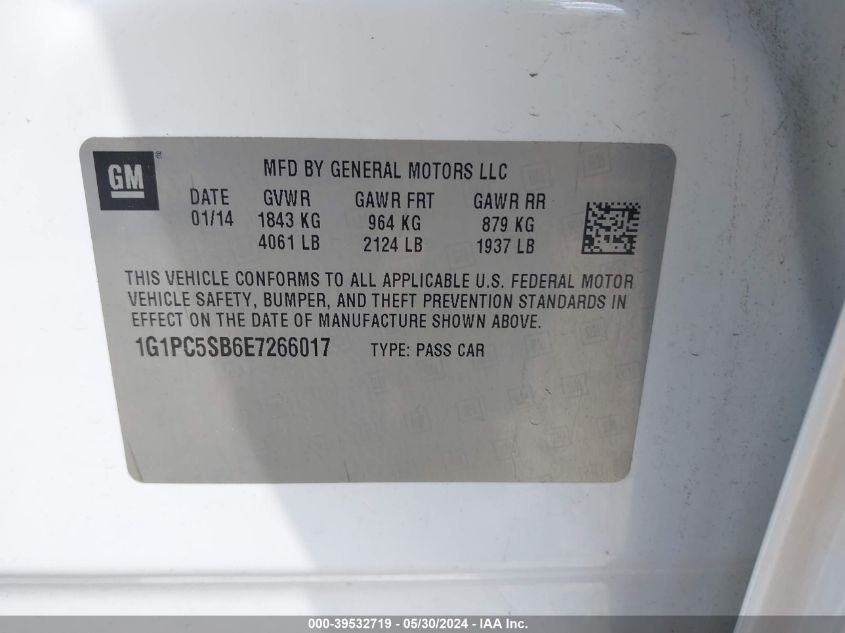 GM®
MFD BY GENERAL MOTORS LLC
DATE GVWR GAWR FRT GAWR RR
01/14 1843 KG 964 KG 879 KG
4061 LB 2124 LB 1937 LB
THIS VEHICLE CONFORMS TO ALL APPLICABLE U.S. FEDERAL MOTOR
VEHICLE SAFETY, BUMPER, AND THEFT PREVENTION STANDARDS IN
EFFECT ON THE DATE OF MANUFACTURE SHOWN ABOVE.
1G1PC5SB6E7266017 TYPE: PASS CAR
000-39532719 - 05/30/2024 - IAA Inc.